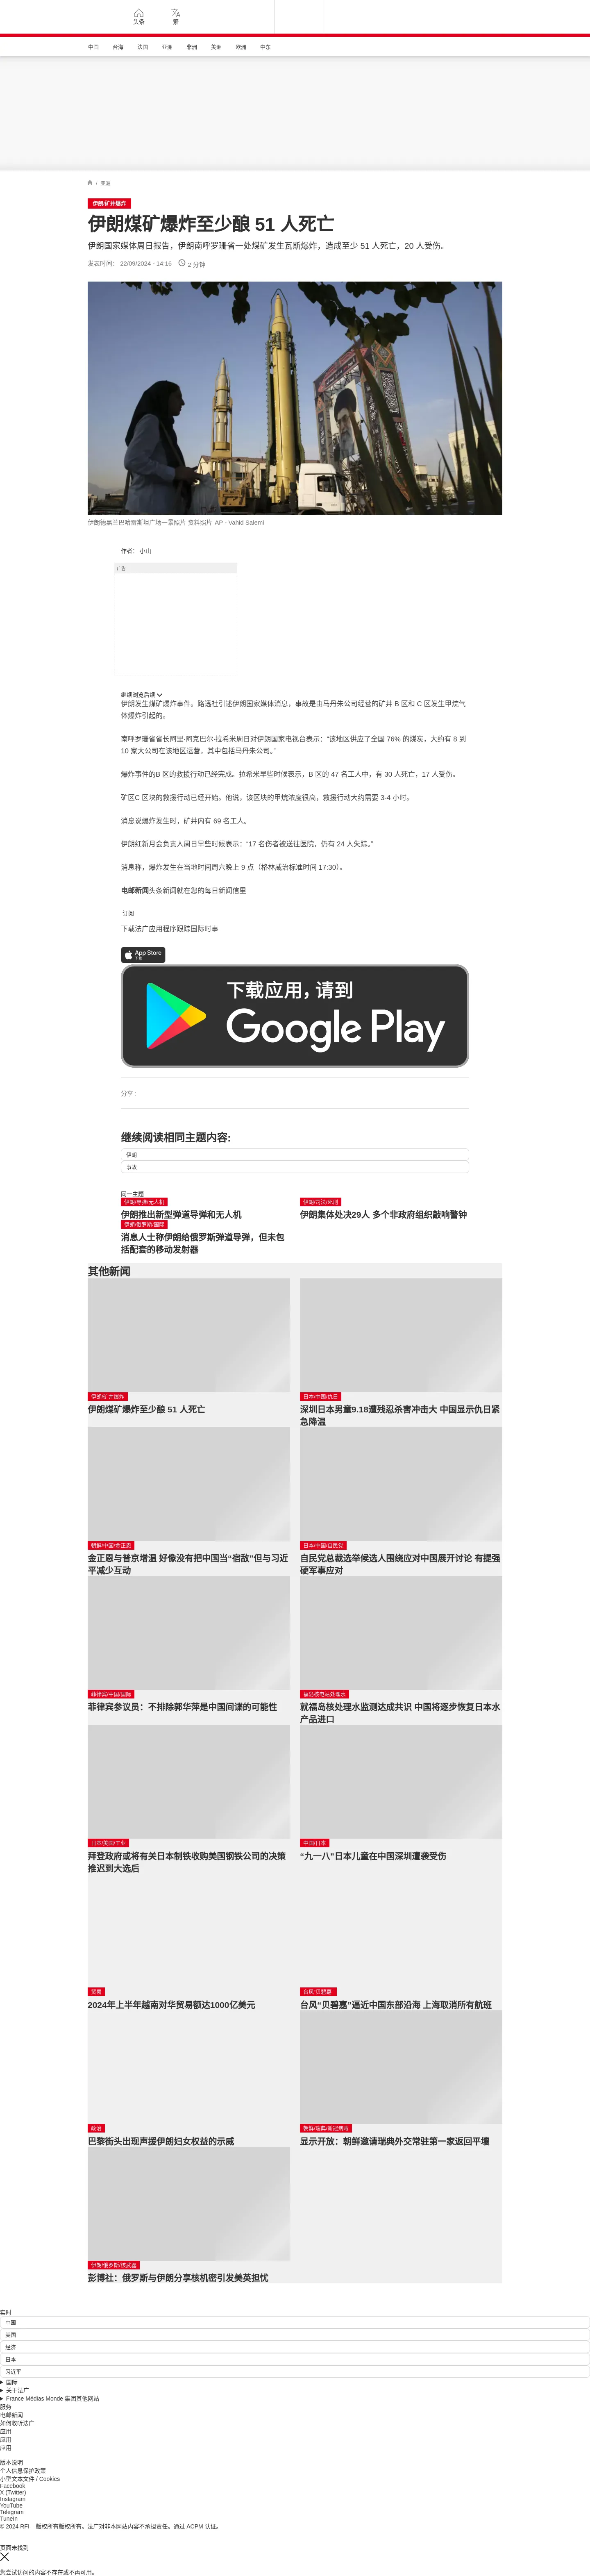 头条
繁
中国 台海 法国 亚洲 非洲 美洲 欧洲 中东
/ 亚洲
伊朗/矿井爆炸
伊朗煤矿爆炸至少酿 51 人死亡
伊朗国家媒体周日报告，伊朗南呼罗珊省一处煤矿发生瓦斯爆炸，造成至少 51 人死亡，20 人受伤。
发表时间： 22/09/2024 - 14:16 2 分钟
伊朗德黑兰巴哈雷斯坦广场一景照片 资料照片 AP - Vahid Salemi
作者： 小山
广告
继续浏览后续
伊朗发生煤矿爆炸事件。路透社引述伊朗国家媒体消息，事故是由马丹朱公司经营的矿井 B 区和 C 区发生甲烷气
体爆炸引起的。
南呼罗珊省省长阿里·阿克巴尔·拉希米周日对伊朗国家电视台表示：“该地区供应了全国 76% 的煤炭，大约有 8 到
10 家大公司在该地区运营，其中包括马丹朱公司。”
爆炸事件的B 区的救援行动已经完成。拉希米早些时候表示，B 区的 47 名工人中，有 30 人死亡，17 人受伤。
矿区C 区块的救援行动已经开始。他说，该区块的甲烷浓度很高，救援行动大约需要 3-4 小时。
消息说爆炸发生时，矿井内有 69 名工人。
伊朗红新月会负责人周日早些时候表示：“17 名伤者被送往医院，仍有 24 人失踪。”
消息称，爆炸发生在当地时间周六晚上 9 点（格林威治标准时间 17:30）。
电邮新闻头条新闻就在您的每日新闻信里
订阅
下载法广应用程序跟踪国际时事
App Store
下载
下载应用，请到
Google Play
分享 :
继续阅读相同主题内容:
伊朗
事故
同一主题
伊朗/导弹/无人机
伊朗推出新型弹道导弹和无人机
伊朗/司法/死刑
伊朗集体处决29人 多个非政府组织敲响警钟
伊朗/俄罗斯/国际
消息人士称伊朗给俄罗斯弹道导弹，但未包
括配套的移动发射器
其他新闻
伊朗/矿井爆炸
伊朗煤矿爆炸至少酿 51 人死亡
日本/中国/仇日
深圳日本男童9.18遭残忍杀害冲击大 中国显示仇日紧
急降温
朝鲜/中国/金正恩
金正恩与普京增温 好像没有把中国当“宿敌”但与习近
平减少互动
日本/中国/自民党
自民党总裁选举候选人围绕应对中国展开讨论 有提强
硬军事应对
菲律宾/中国/国际
菲律宾参议员：不排除郭华萍是中国间谍的可能性
福岛核电站处理水
就福岛核处理水监测达成共识 中国将逐步恢复日本水
产品进口
日本/美国/工业
拜登政府或将有关日本制铁收购美国钢铁公司的决策
推迟到大选后
中国/日本
“九一八”日本儿童在中国深圳遭袭受伤
贸易
2024年上半年越南对华贸易额达1000亿美元
台风“贝碧嘉”
台风“贝碧嘉”逼近中国东部沿海 上海取消所有航班
政治
巴黎街头出现声援伊朗妇女权益的示威
朝鲜/瑞典/新冠病毒
显示开放：朝鲜邀请瑞典外交常驻第一家返回平壤
伊朗/俄罗斯/核武器
彭博社：俄罗斯与伊朗分享核机密引发美英担忧
实时
中国
美国
经济
日本
习近平
国际
关于法广
France Médias Monde 集团其他网站
服务
电邮新闻
如何收听法广
应用
应用
应用
版本说明
个人信息保护政策
小型文本文件 / Cookies
Facebook
X (Twitter)
Instagram
YouTube
Telegram
TuneIn
© 2024 RFI – 版权所有版权所有。法广对非本网站内容不承担责任。通过 ACPM 认证。
页面未找到
您尝试访问的内容不存在或不再可用。